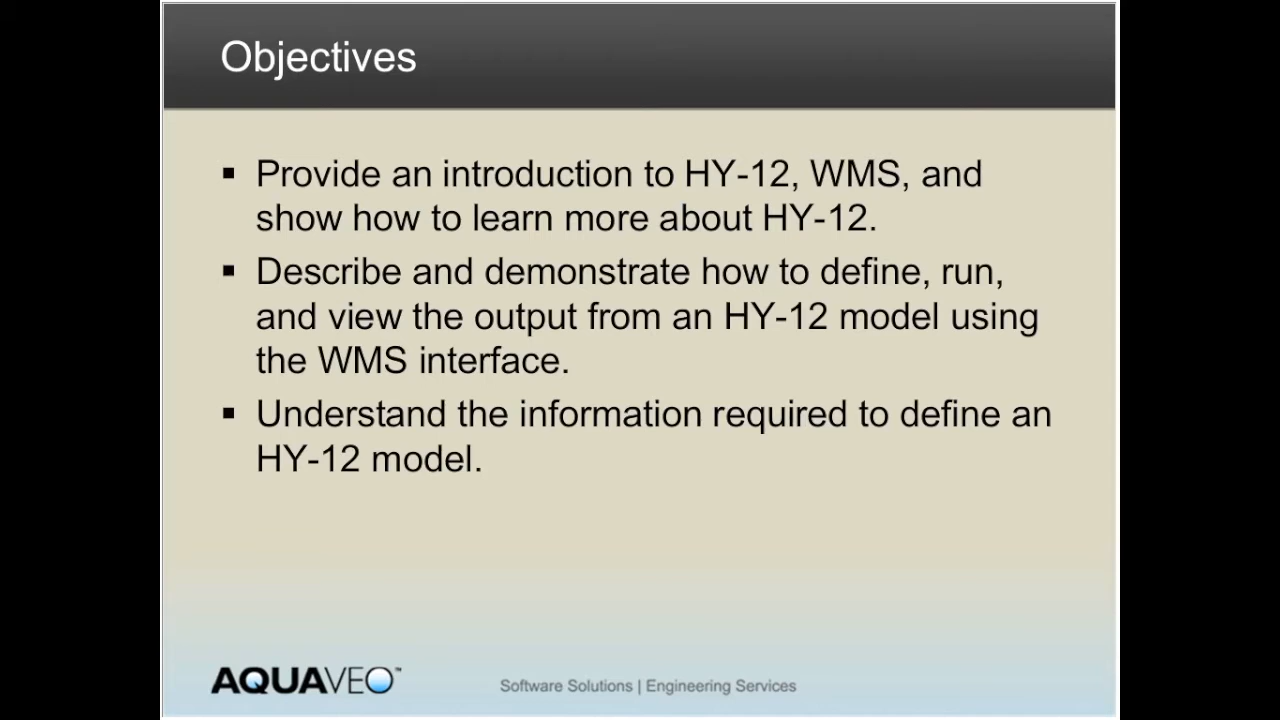 Objectives
▪ Provide an introduction to HY-12, WMS, and
show how to learn more about HY-12.
▪ Describe and demonstrate how to define, run,
and view the output from an HY-12 model using
the WMS interface.
▪ Understand the information required to define an
HY-12 model.
AQUAVEO™
Software Solutions | Engineering Services